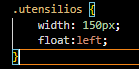 .utensilios {
    width: 150px;
    float:left;
}